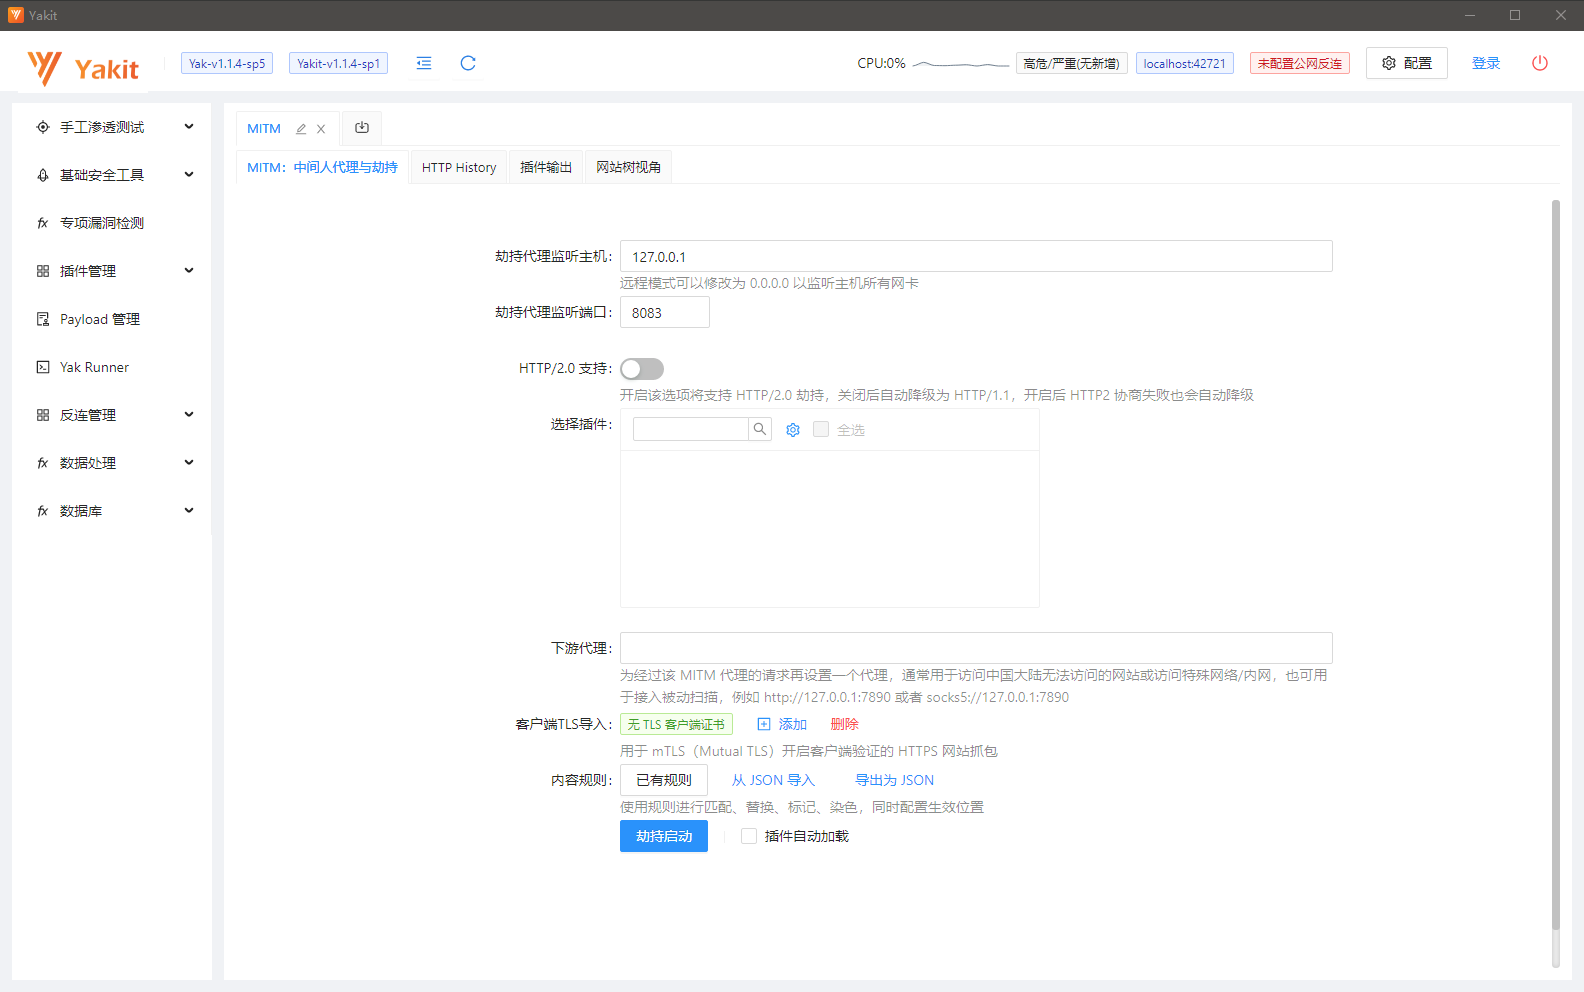 Yakit
Yakit
Yak-v1.1.4-sp5
Yakit-v1.1.4-sp1
CPU:0%
高危/严重(无新增)
localhost:42721
未配置公网反连
配置
登录
手工渗透测试
基础安全工具
专项漏洞检测
插件管理
Payload 管理
Yak Runner
反连管理
数据处理
数据库
MITM
MITM：中间人代理与劫持
HTTP History
插件输出
网站树视角
劫持代理监听主机: 127.0.0.1
远程模式可以修改为 0.0.0.0 以监听主机所有网卡
劫持代理监听端口: 8083
HTTP/2.0 支持:
开启该选项将支持 HTTP/2.0 劫持，关闭后自动降级为 HTTP/1.1，开启后 HTTP2 协商失败也会自动降级
选择插件: 全选
下游代理:
为经过该 MITM 代理的请求再设置一个代理，通常用于访问中国大陆无法访问的网站或访问特殊网络/内网，也可用
于接入被动扫描，例如 http://127.0.0.1:7890 或者 socks5://127.0.0.1:7890
客户端TLS导入: 无 TLS 客户端证书 添加 删除
用于 mTLS（Mutual TLS）开启客户端验证的 HTTPS 网站抓包
内容规则: 已有规则 从 JSON 导入 导出为 JSON
使用规则进行匹配、替换、标记、染色，同时配置生效位置
劫持启动 插件自动加载